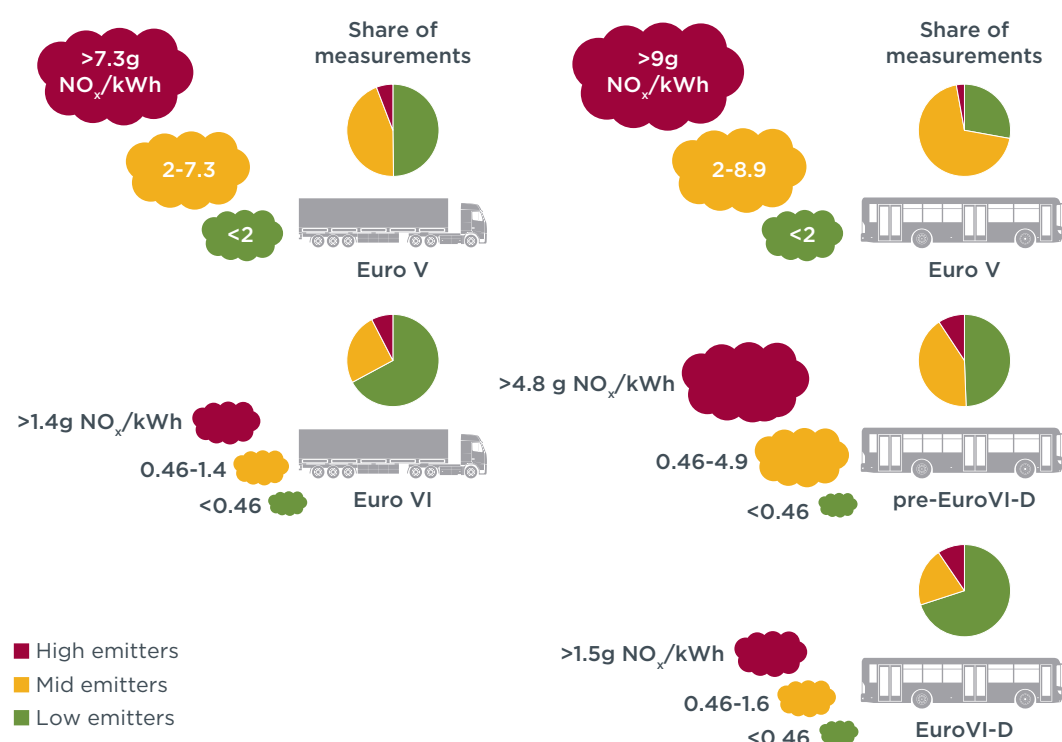 Share of
measurements
>7.3g
NOx/kWh
2-7.3
<2
Euro V
>1.4g NOx/kWh
0.46-1.4
<0.46
Euro VI
Share of
measurements
>9g
NOx/kWh
2-8.9
<2
Euro V
>4.8 g NOx/kWh
0.46-4.9
<0.46
pre-EuroVI-D
>1.5g NOx/kWh
0.46-1.6
<0.46
EuroVI-D
High emitters
Mid emitters
Low emitters